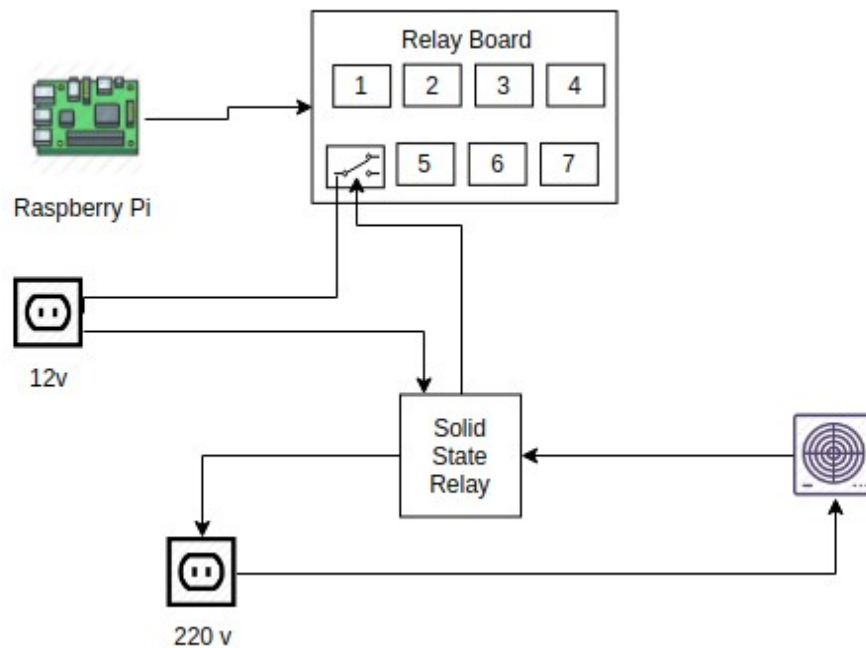 Relay Board
1 2 3 4
5 6 7
Raspberry Pi
12v
Solid
State
Relay
220 v